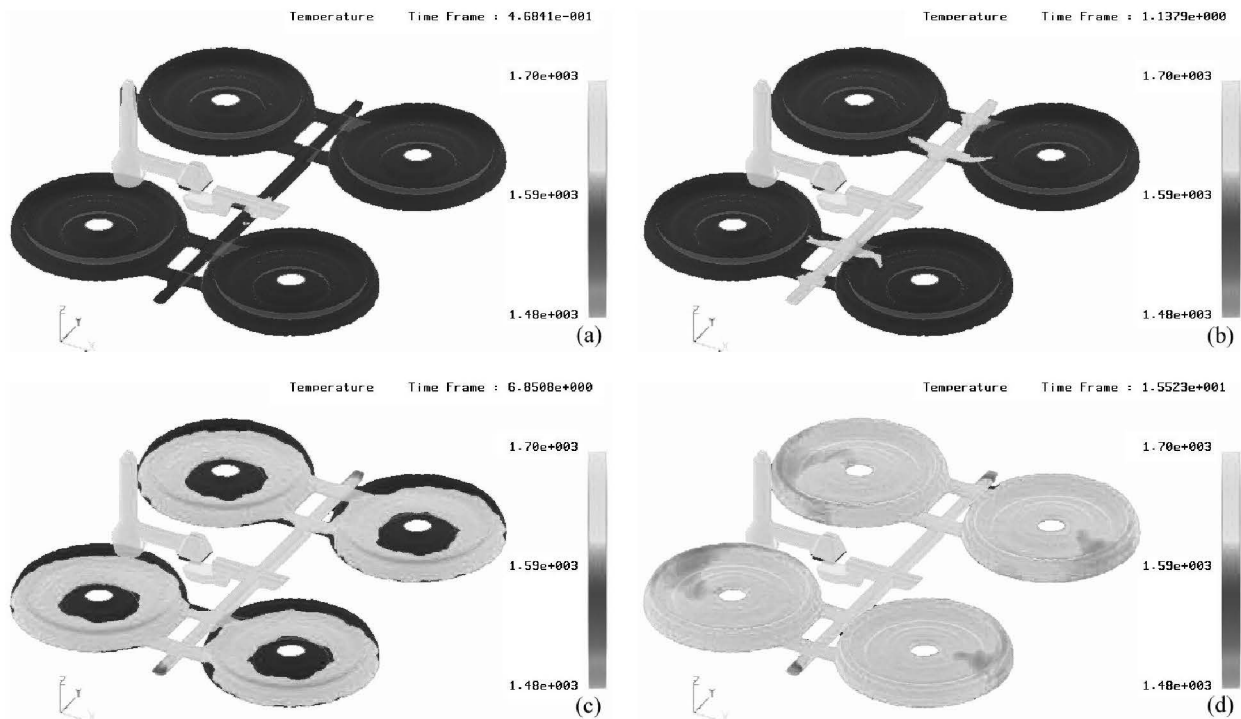 Temperature Time Frame : 4.6841e-001
1.70e+003
1.59e+003
1.48e+003
Z
Y
X
(a)
Temperature Time Frame : 1.1379e+000
1.70e+003
1.59e+003
1.48e+003
Z
Y
X
(b)
Temperature Time Frame : 6.8508e+000
1.70e+003
1.59e+003
1.48e+003
Z
Y
X
(c)
Temperature Time Frame : 1.5523e+001
1.70e+003
1.59e+003
1.48e+003
Z
Y
X
(d)